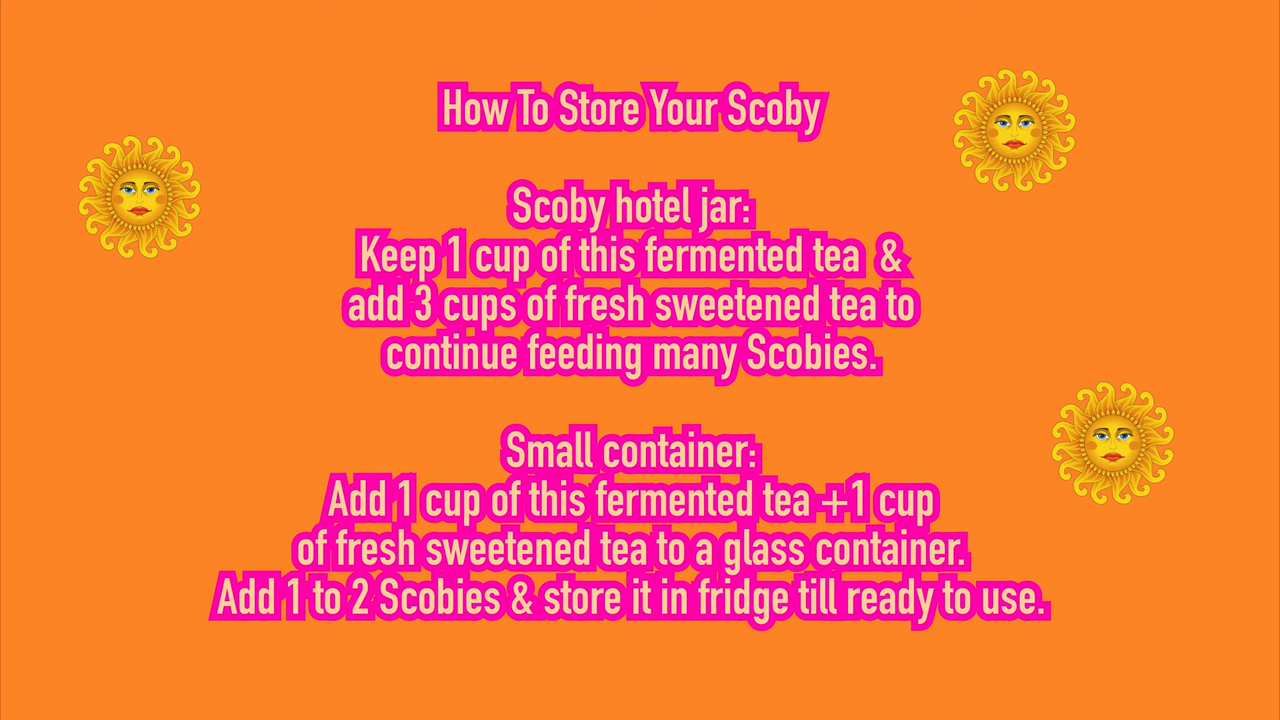 How To Store Your Scoby
Scoby hotel jar:
Keep 1 cup of this fermented tea &
add 3 cups of fresh sweetened tea to
continue feeding many Scobies.
Small container:
Add 1 cup of this fermented tea +1 cup
of fresh sweetened tea to a glass container.
Add 1 to 2 Scobies & store it in fridge till ready to use.